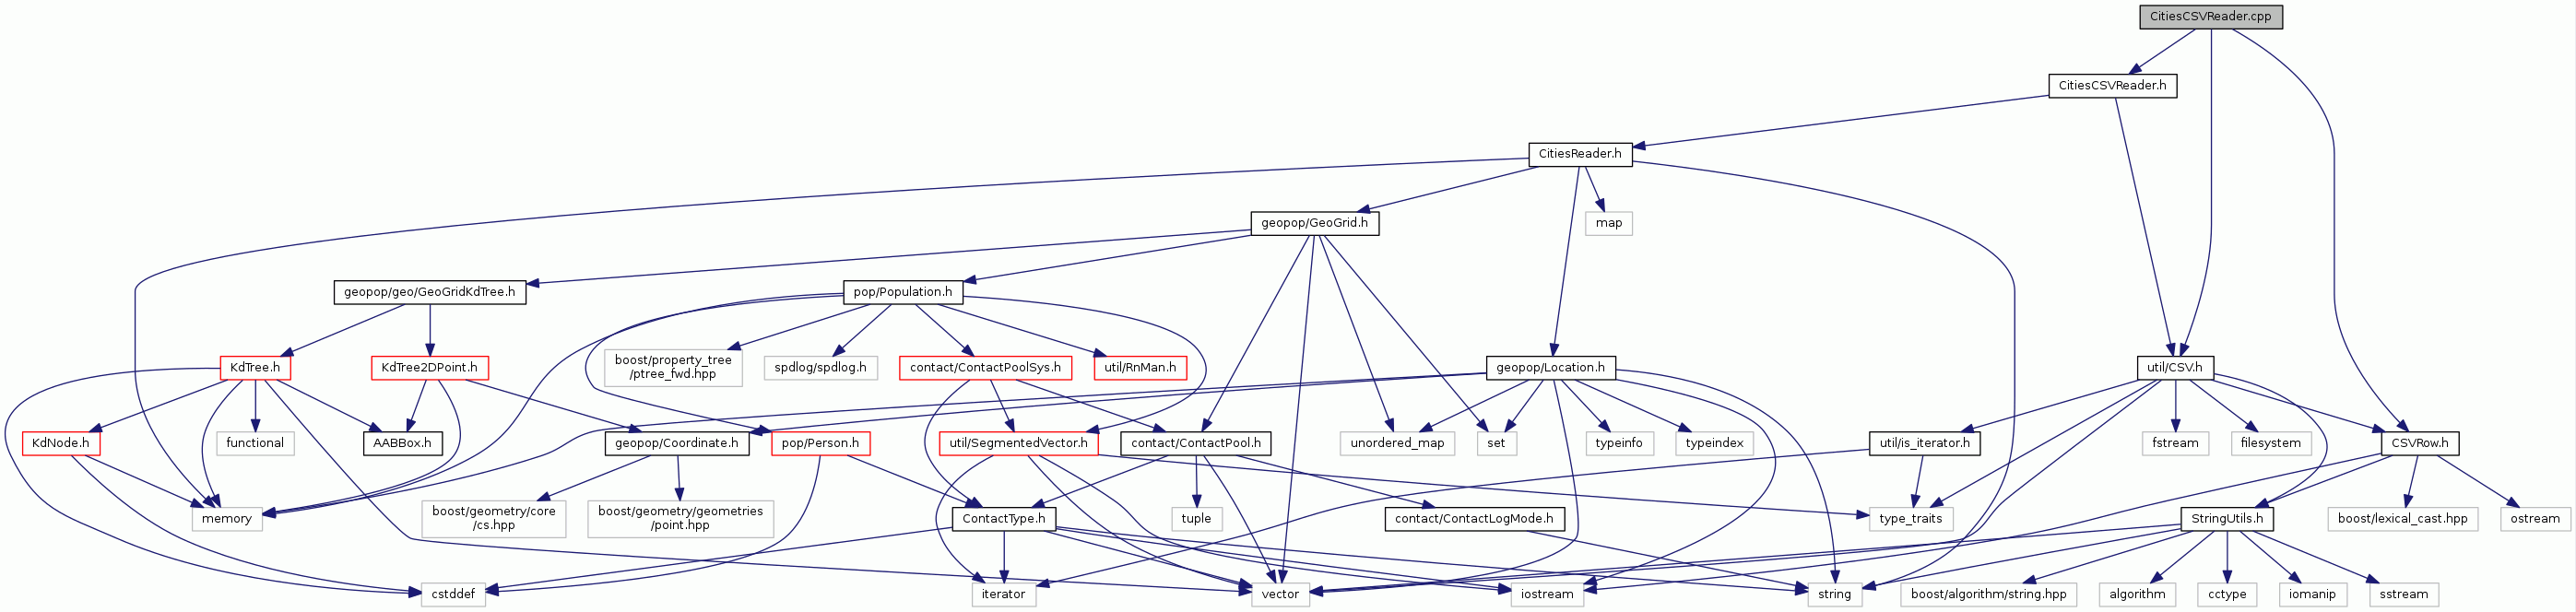 CitiesCSVReader.cpp
CitiesCSVReader.h
CitiesReader.h
geopop/GeoGrid.h
map
geopop/geo/GeoGridKdTree.h
pop/Population.h
KdTree.h
KdTree2DPoint.h
boost/property_tree
/ptree_fwd.hpp
spdlog/spdlog.h
contact/ContactPoolSys.h
util/RnMan.h
geopop/Location.h
util/CSV.h
KdNode.h
functional
AABBox.h
geopop/Coordinate.h
pop/Person.h
util/SegmentedVector.h
contact/ContactPool.h
unordered_map
set
typeinfo
typeindex
util/is_iterator.h
fstream
filesystem
CSVRow.h
memory
boost/geometry/core
/cs.hpp
boost/geometry/geometries
/point.hpp
ContactType.h
tuple
contact/ContactLogMode.h
type_traits
StringUtils.h
boost/lexical_cast.hpp
ostream
cstddef
iterator
vector
iostream
string
boost/algorithm/string.hpp
algorithm
cctype
iomanip
sstream